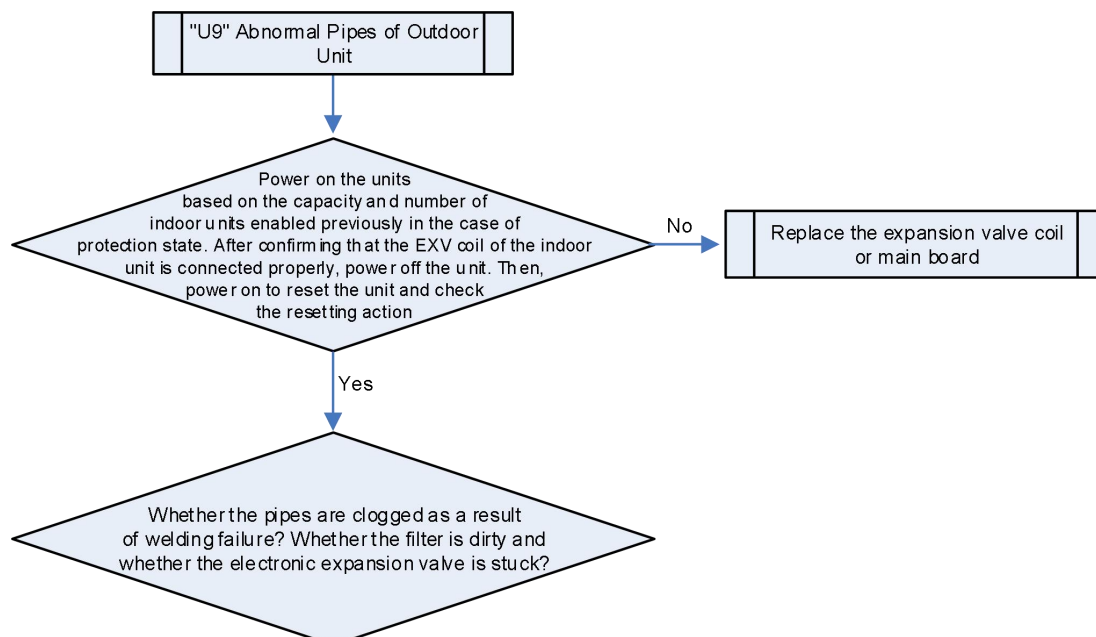 "U9" Abnormal Pipes of Outdoor
Unit
Power on the units
based on the capacity and number of
indoor units enabled previously in the case of
protection state. After confirming that the EXV coil of the indoor
unit is connected properly, power off the unit. Then,
power on to reset the unit and check
the resetting action
No
Replace the expansion valve coil
or main board
Yes
Whether the pipes are clogged as a result
of welding failure? Whether the filter is dirty and
whether the electronic expansion valve is stuck?